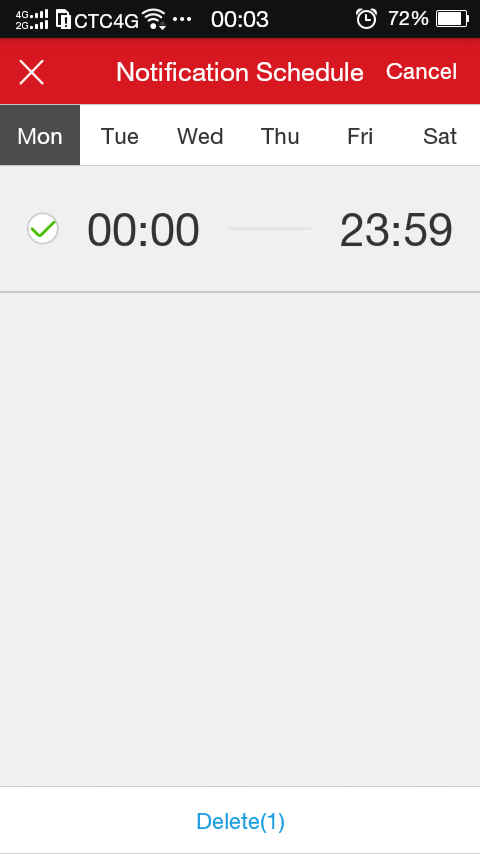 4G 2G CTC4G 00:03 72%
Notification Schedule Cancel
Mon Tue Wed Thu Fri Sat
00:00 23:59
Delete(1)